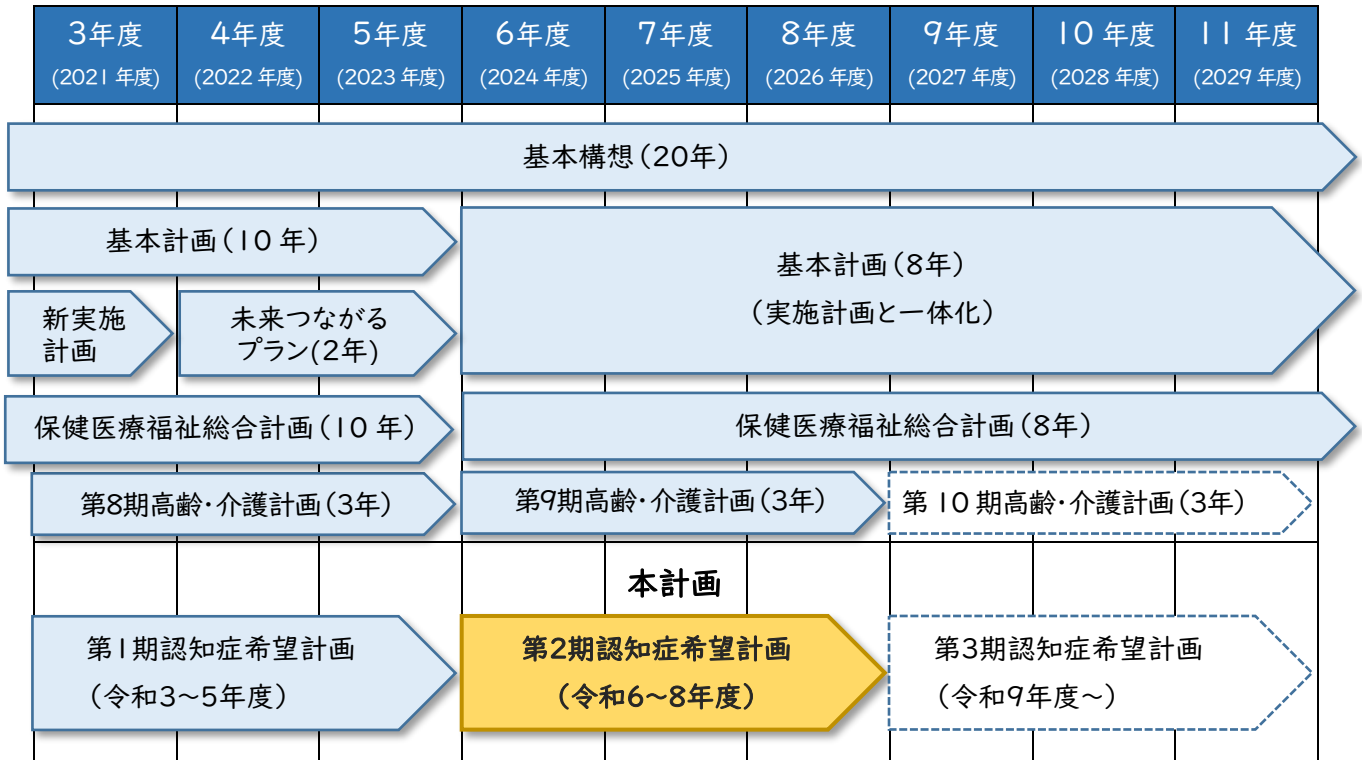 3年度 4年度 5年度 6年度 7年度 8年度 9年度 10年度 11年度
(2021年度) (2022年度) (2023年度) (2024年度) (2025年度) (2026年度) (2027年度) (2028年度) (2029年度)
基本構想(20年)
基本計画(10年)
基本計画(8年)
(実施計画と一体化)
新実施
計画
未来つながる
プラン(2年)
保健医療福祉総合計画(10年)
保健医療福祉総合計画(8年)
第8期高齢・介護計画(3年)
第9期高齢・介護計画(3年)
第10期高齢・介護計画(3年)
本計画
第1期認知症希望計画
(令和3~5年度)
第2期認知症希望計画
(令和6~8年度)
第3期認知症希望計画
(令和9年度~)